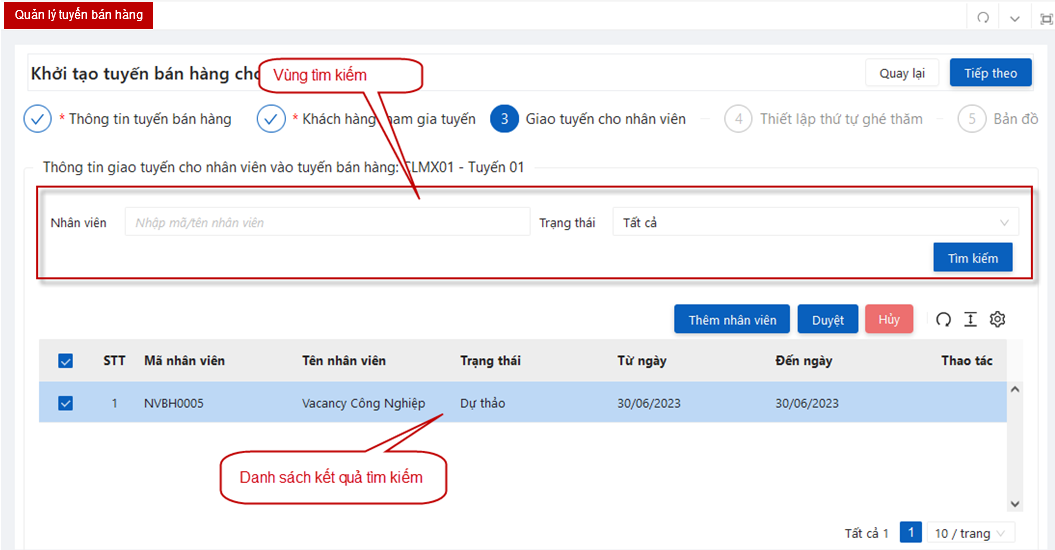 Quản lý tuyến bán hàng
Khởi tạo tuyến bán hàng cho
Vùng tìm kiếm
Quay lại
Tiếp theo
* Thông tin tuyến bán hàng
* Khách hàng tham gia tuyến
3 Giao tuyến cho nhân viên
4 Thiết lập thứ tự ghé thăm
5 Bản đồ
Thông tin giao tuyến cho nhân viên vào tuyến bán hàng: CLMX01 - Tuyến 01
Nhân viên Nhập mã/tên nhân viên Trạng thái Tất cả
Tìm kiếm
Thêm nhân viên Duyệt Hủy
STT Mã nhân viên Tên nhân viên Trạng thái Từ ngày Đến ngày Thao tác
1 NVBH0005 Vacancy Công Nghiệp Dự thảo 30/06/2023 30/06/2023
Danh sách kết quả tìm kiếm
Tất cả 1 1 10 / trang